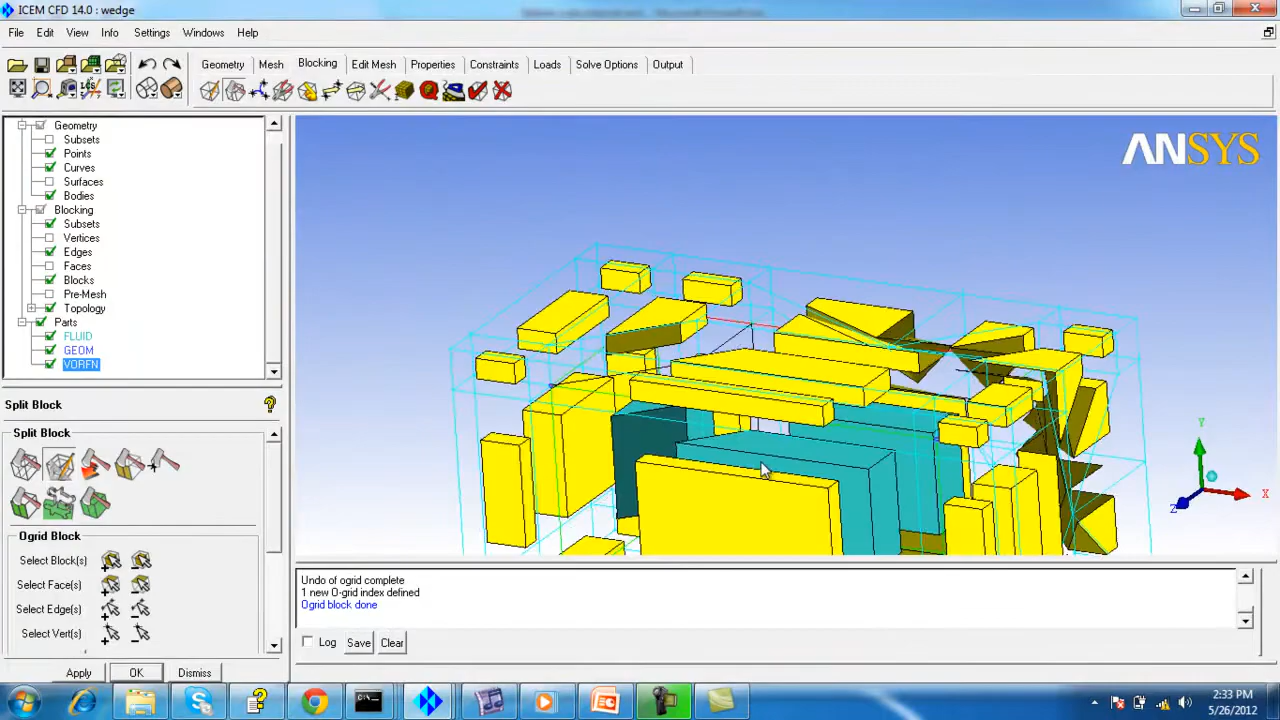 ICEM CFD 14.0 : wedge
File Edit View Info Settings Windows Help
Geometry Mesh Blocking Edit Mesh Properties Constraints Loads Solve Options Output
LCS
ANSYS
Geometry
Subsets
Points
Curves
Surfaces
Bodies
Blocking
Subsets
Vertices
Edges
Faces
Blocks
Pre-Mesh
Topology
Parts
FLUID
GEOM
VORFN
Split Block
Split Block
Ogrid Block
Select Block(s)
Select Face(s)
Select Edge(s)
Select Vert(s)
Apply OK Dismiss
Y
X
Z
Undo of ogrid complete
1 new O-grid index defined
Ogrid block done
Log Save Clear
2:33 PM
5/26/2012